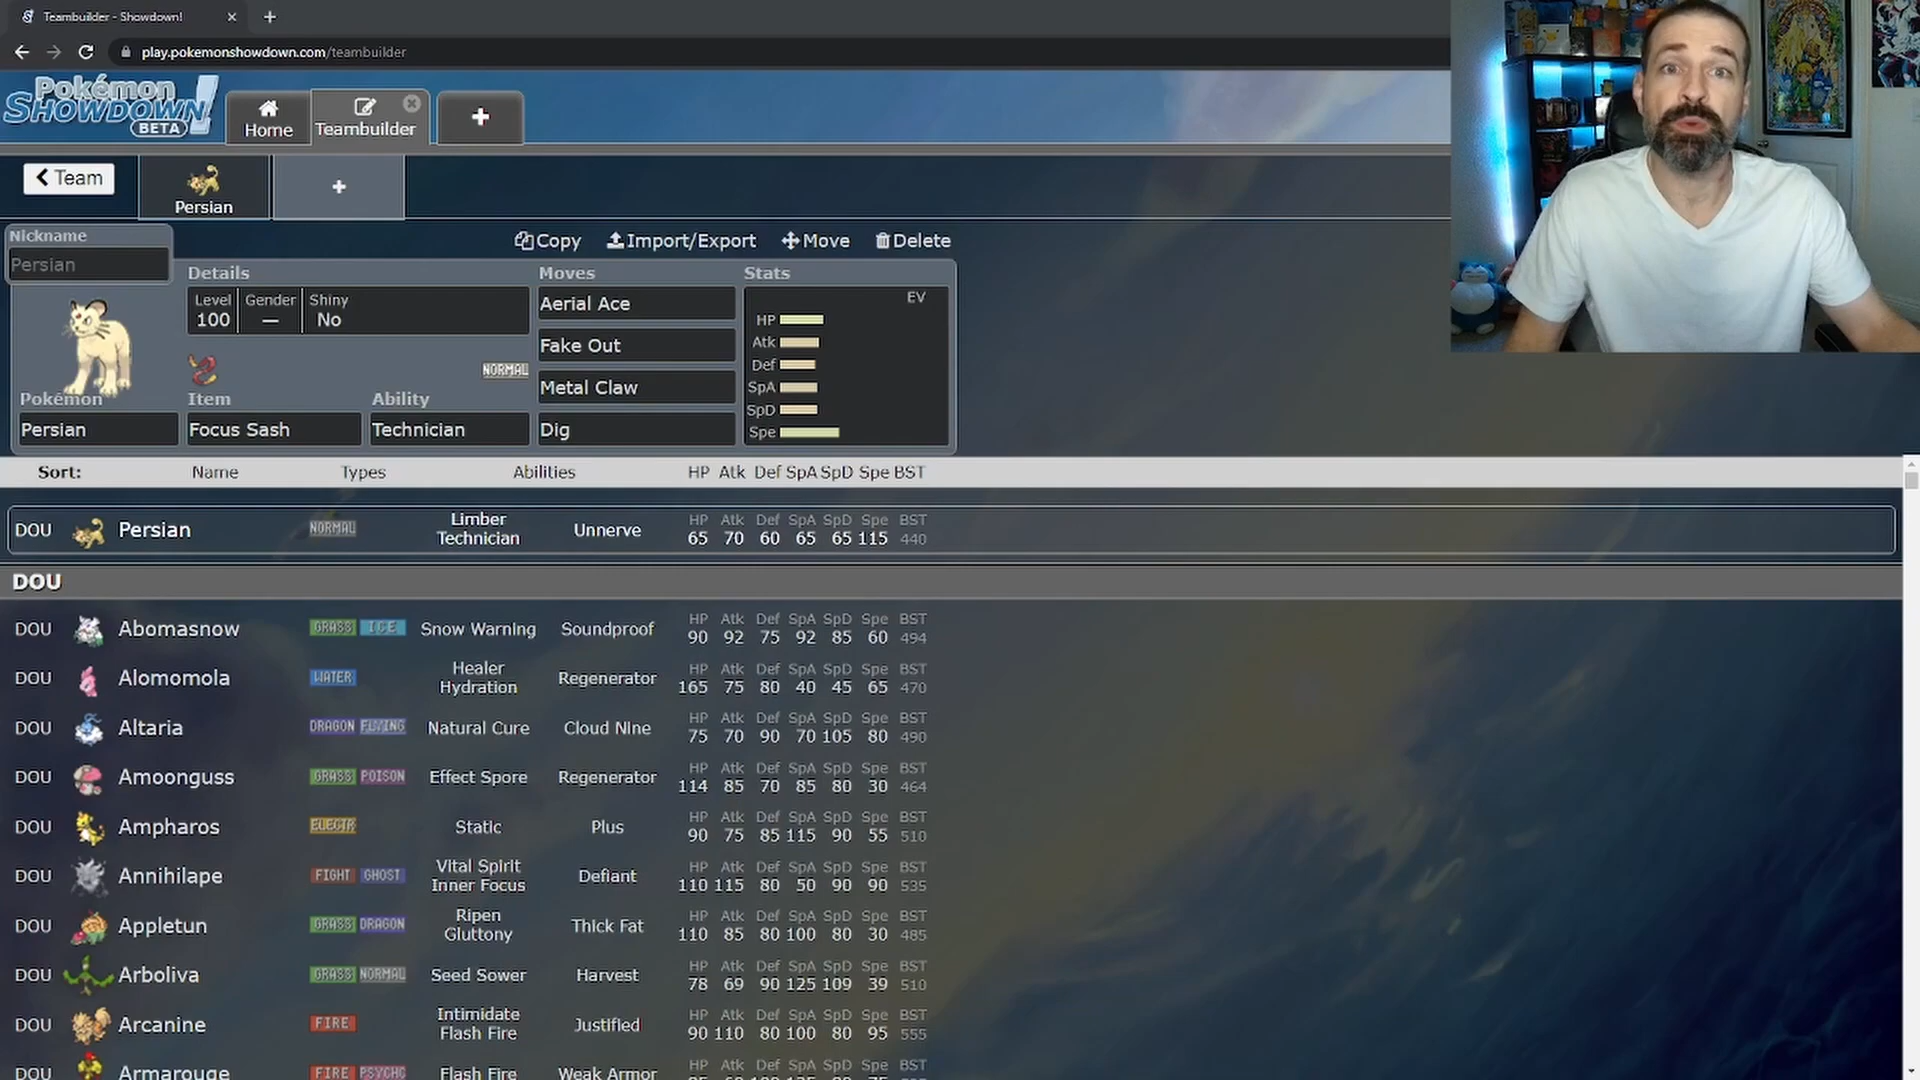 Teambuilder - Showdown!
play.pokemonshowdown.com/teambuilder
Pokémon
SHOWDOWN!
BETA
Home
Teambuilder
Team
Persian
Nickname
Persian
Copy
Import/Export
Move
Delete
Details
Moves
Stats
Level
Gender
Shiny
100
—
No
Aerial Ace
Fake Out
Metal Claw
Dig
EV
HP
Atk
Def
SpA
SpD
Spe
NORMAL
Pokémon
Item
Ability
Persian
Focus Sash
Technician
Sort: Name Types Abilities HP Atk Def SpA SpD Spe BST
DOU Persian NORMAL Limber Technician Unnerve HP 65 Atk 70 Def 60 SpA 65 SpD 65 Spe 115 BST 440
DOU
DOU Abomasnow GRASS ICE Snow Warning Soundproof HP 90 Atk 92 Def 75 SpA 92 SpD 85 Spe 60 BST 494
DOU Alomomola WATER Healer Hydration Regenerator HP 165 Atk 75 Def 80 SpA 40 SpD 45 Spe 65 BST 470
DOU Altaria DRAGON FLYING Natural Cure Cloud Nine HP 75 Atk 70 Def 90 SpA 70 SpD 105 Spe 80 BST 490
DOU Amoonguss GRASS POISON Effect Spore Regenerator HP 114 Atk 85 Def 70 SpA 85 SpD 80 Spe 30 BST 464
DOU Ampharos ELECTR Static Plus HP 90 Atk 75 Def 85 SpA 115 SpD 90 Spe 55 BST 510
DOU Annihilape FIGHT GHOST Vital Spirit Inner Focus Defiant HP 110 Atk 115 Def 80 SpA 50 SpD 90 Spe 90 BST 535
DOU Appletun GRASS DRAGON Ripen Gluttony Thick Fat HP 110 Atk 85 Def 80 SpA 100 SpD 80 Spe 30 BST 485
DOU Arboliva GRASS NORMAL Seed Sower Harvest HP 78 Atk 69 Def 90 SpA 125 SpD 109 Spe 39 BST 510
DOU Arcanine FIRE Intimidate Flash Fire Justified HP 90 Atk 110 Def 80 SpA 100 SpD 80 Spe 95 BST 555
DOU Armarouge FIRE PSYCHC Flash Fire Weak Armor HP Atk Def SpA SpD Spe BST